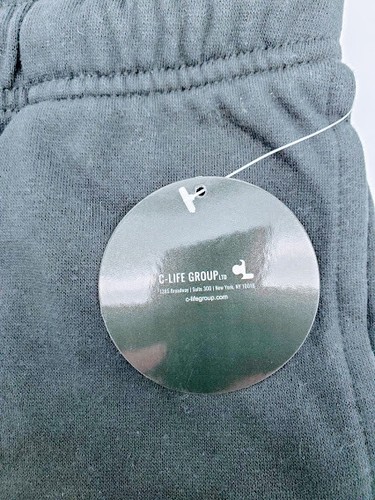 C-LIFE GROUP LTD
1385 Broadway | Suite 300 | New York, NY 10018
c-lifegroup.com